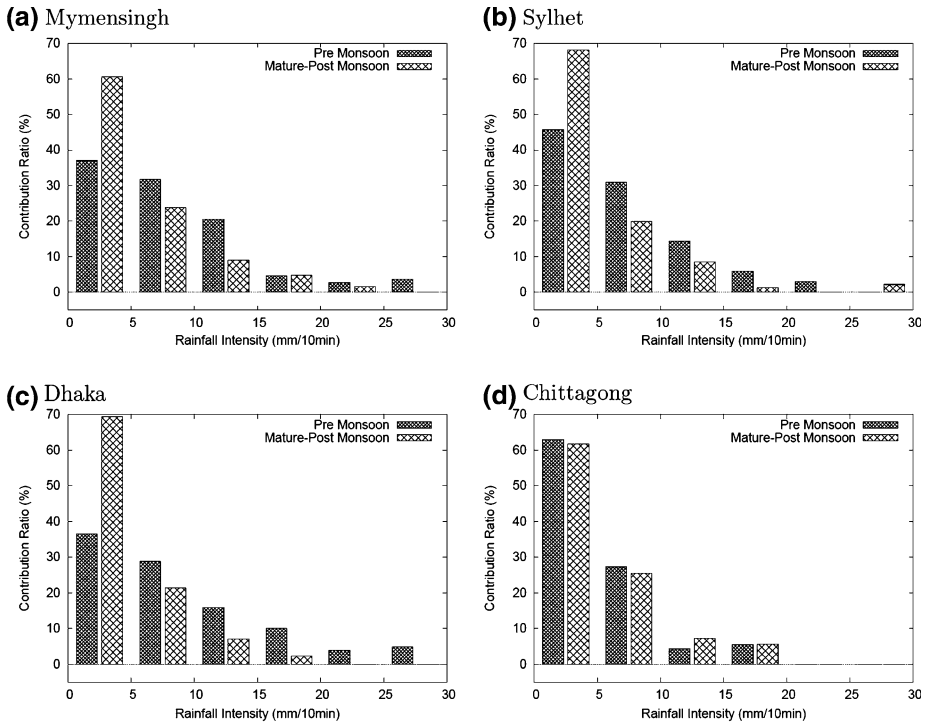 (a) Mymensingh
Pre Monsoon
Mature-Post Monsoon
Contribution Ratio (%)
70
60
50
40
30
20
10
0
0 5 10 15 20 25 30
Rainfall Intensity (mm/10min)
(b) Sylhet
Pre Monsoon
Mature-Post Monsoon
Contribution Ratio (%)
70
60
50
40
30
20
10
0
0 5 10 15 20 25 30
Rainfall Intensity (mm/10min)
(c) Dhaka
Pre Monsoon
Mature-Post Monsoon
Contribution Ratio (%)
70
60
50
40
30
20
10
0
0 5 10 15 20 25 30
Rainfall Intensity (mm/10min)
(d) Chittagong
Pre Monsoon
Mature-Post Monsoon
Contribution Ratio (%)
70
60
50
40
30
20
10
0
0 5 10 15 20 25 30
Rainfall Intensity (mm/10min)